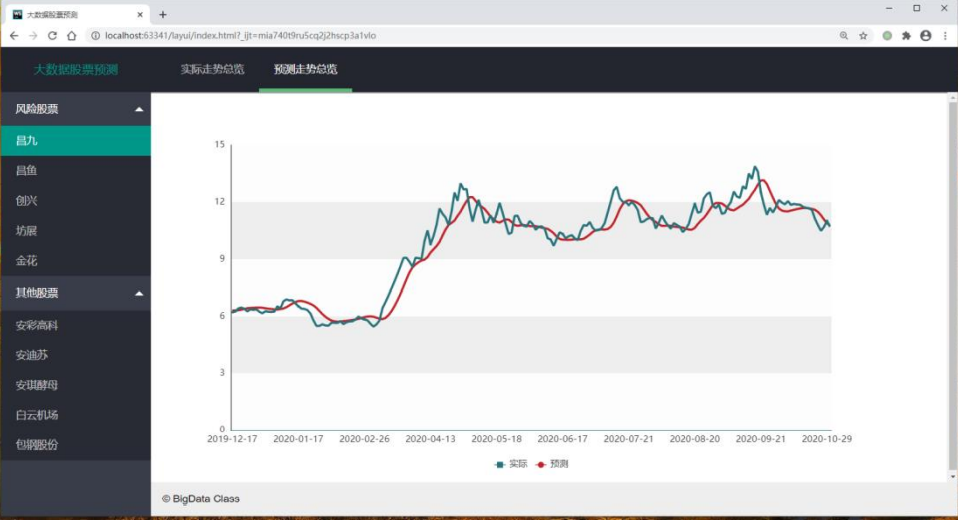 大数据股票预测
localhost:63341/layui/index.html?_ijt=mia740t9ru5cq2j2hscp3a1vlo
大数据股票预测
实际走势总览
预测走势总览
风险股票
昌九
昌鱼
创兴
坊展
金花
其他股票
安彩高科
安迪苏
安琪酵母
白云机场
包钢股份
15
12
9
6
3
0
2019-12-17 2020-01-17 2020-02-26 2020-04-13 2020-05-18 2020-06-17 2020-07-21 2020-08-20 2020-09-21 2020-10-29
实际 预测
© BigData Class